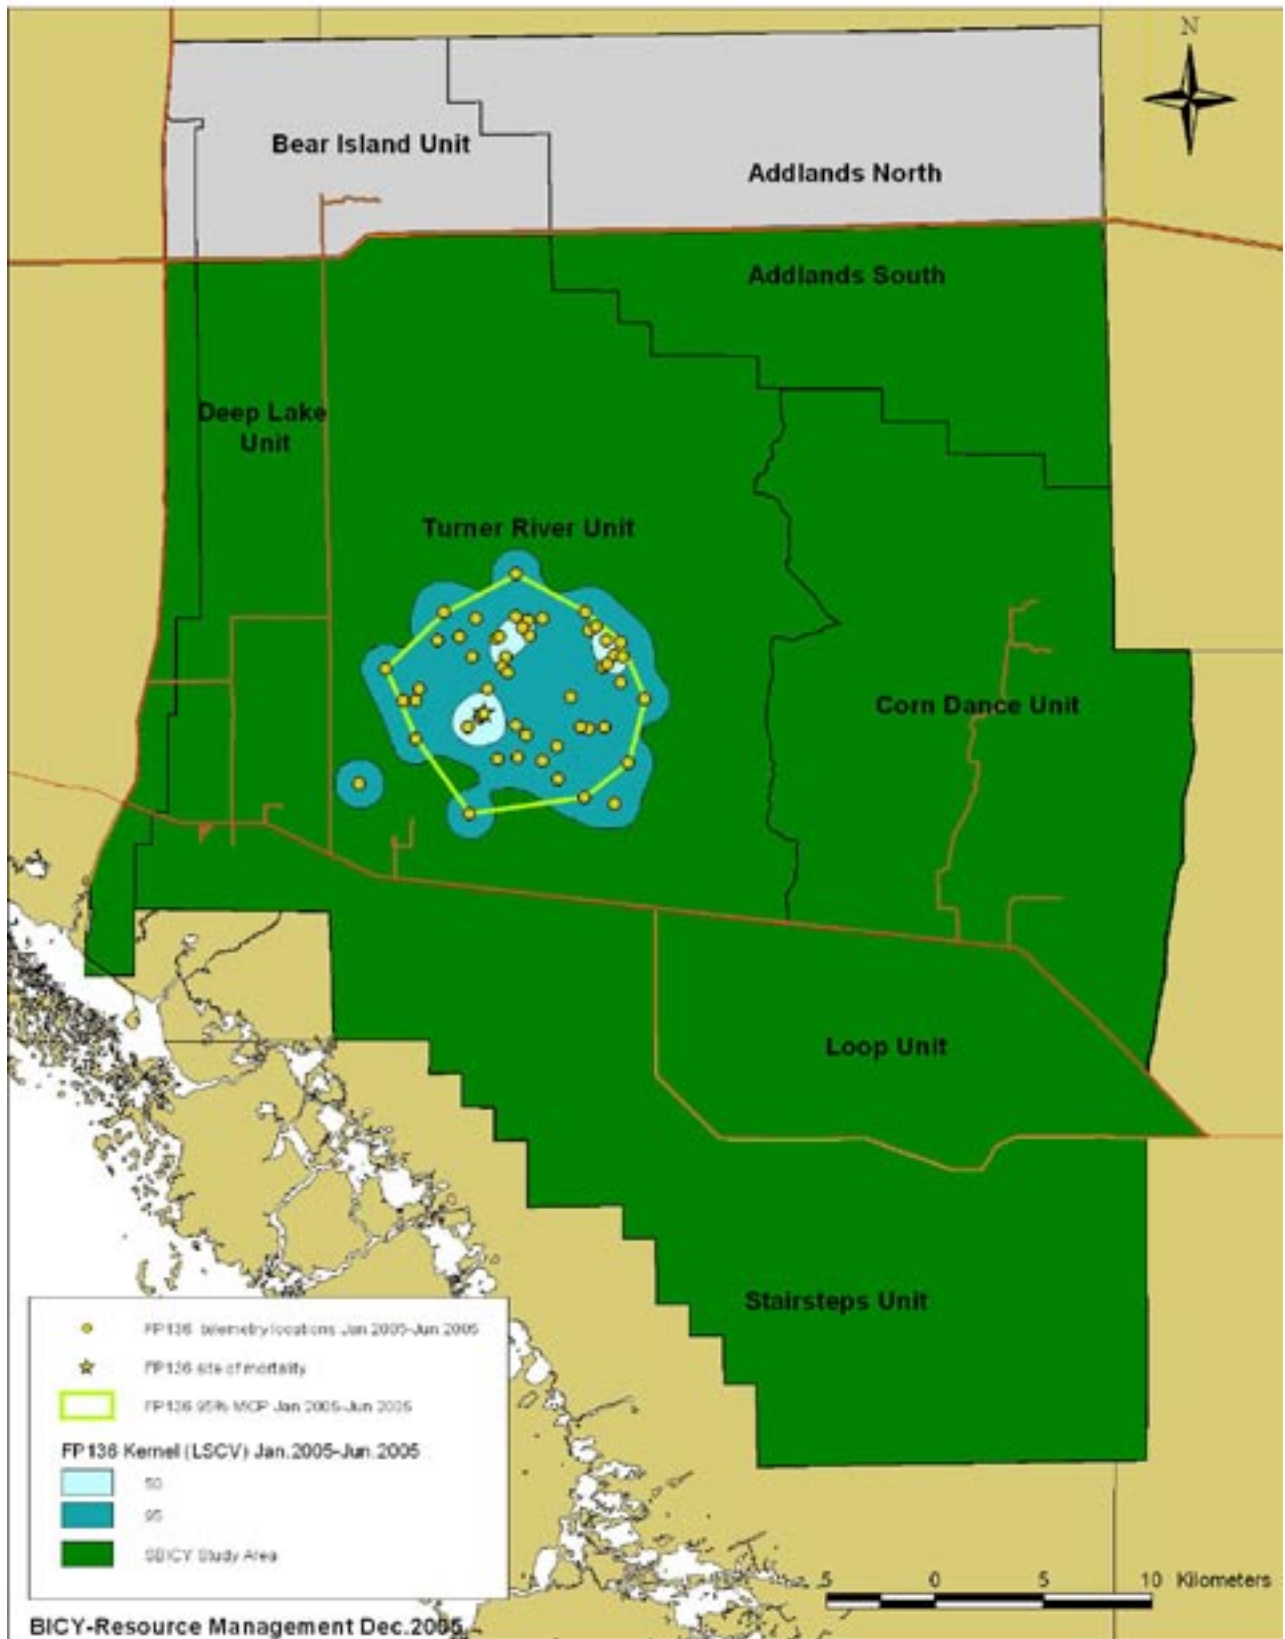 N
Bear Island Unit
Addlands North
Addlands South
Deep Lake
Unit
Turner River Unit
Corn Dance Unit
Loop Unit
Stairsteps Unit
FP136 telemetry locations Jan.2005-Jun.2005
FP136 site of mortality
FP136 95% MCP Jan 2005-Jun 2005
FP136 Kernel (LSCV) Jan.2005-Jun.2005
50
95
SBICY Study Area
5 0 5 10 Kilometers
BICY-Resource Management Dec.2005